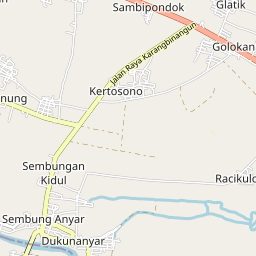 Sambipondok
Glatik
Golokan
Jalan Raya Karangbinangun
Kertosono
nung
Sembungan
Kidul
Racikulo
Sembung Anyar
Dukunanyar